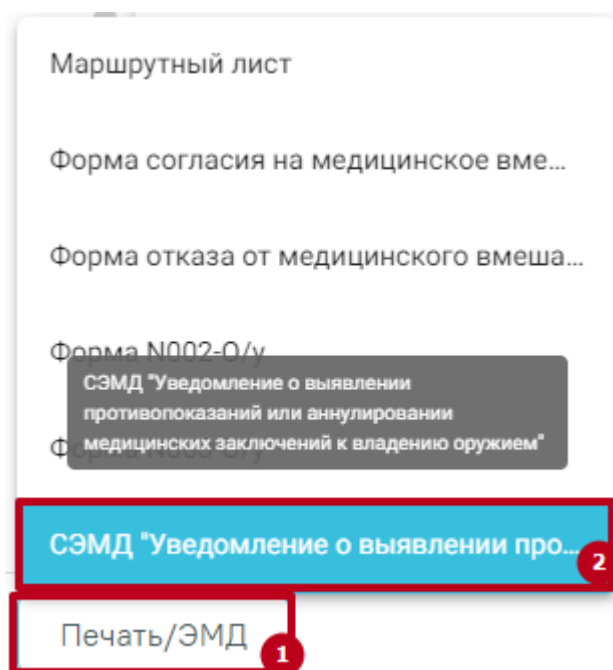 Маршрутный лист
Форма согласия на медицинское вме...
Форма отказа от медицинского вмеша...
Форма N002-О/у
СЭМД "Уведомление о выявлении
противопоказаний или аннулировании
медицинских заключений к владению оружием"
СЭМД "Уведомление о выявлении про...
2
Печать/ЭМД
1